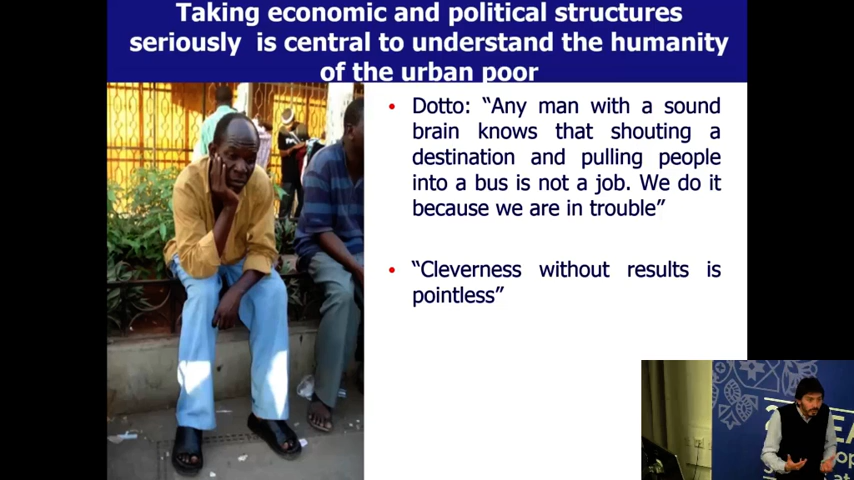 Taking economic and political structures
seriously is central to understand the humanity
of the urban poor
• Dotto: “Any man with a sound
brain knows that shouting a
destination and pulling people
into a bus is not a job. We do it
because we are in trouble”
• “Cleverness without results is
pointless”